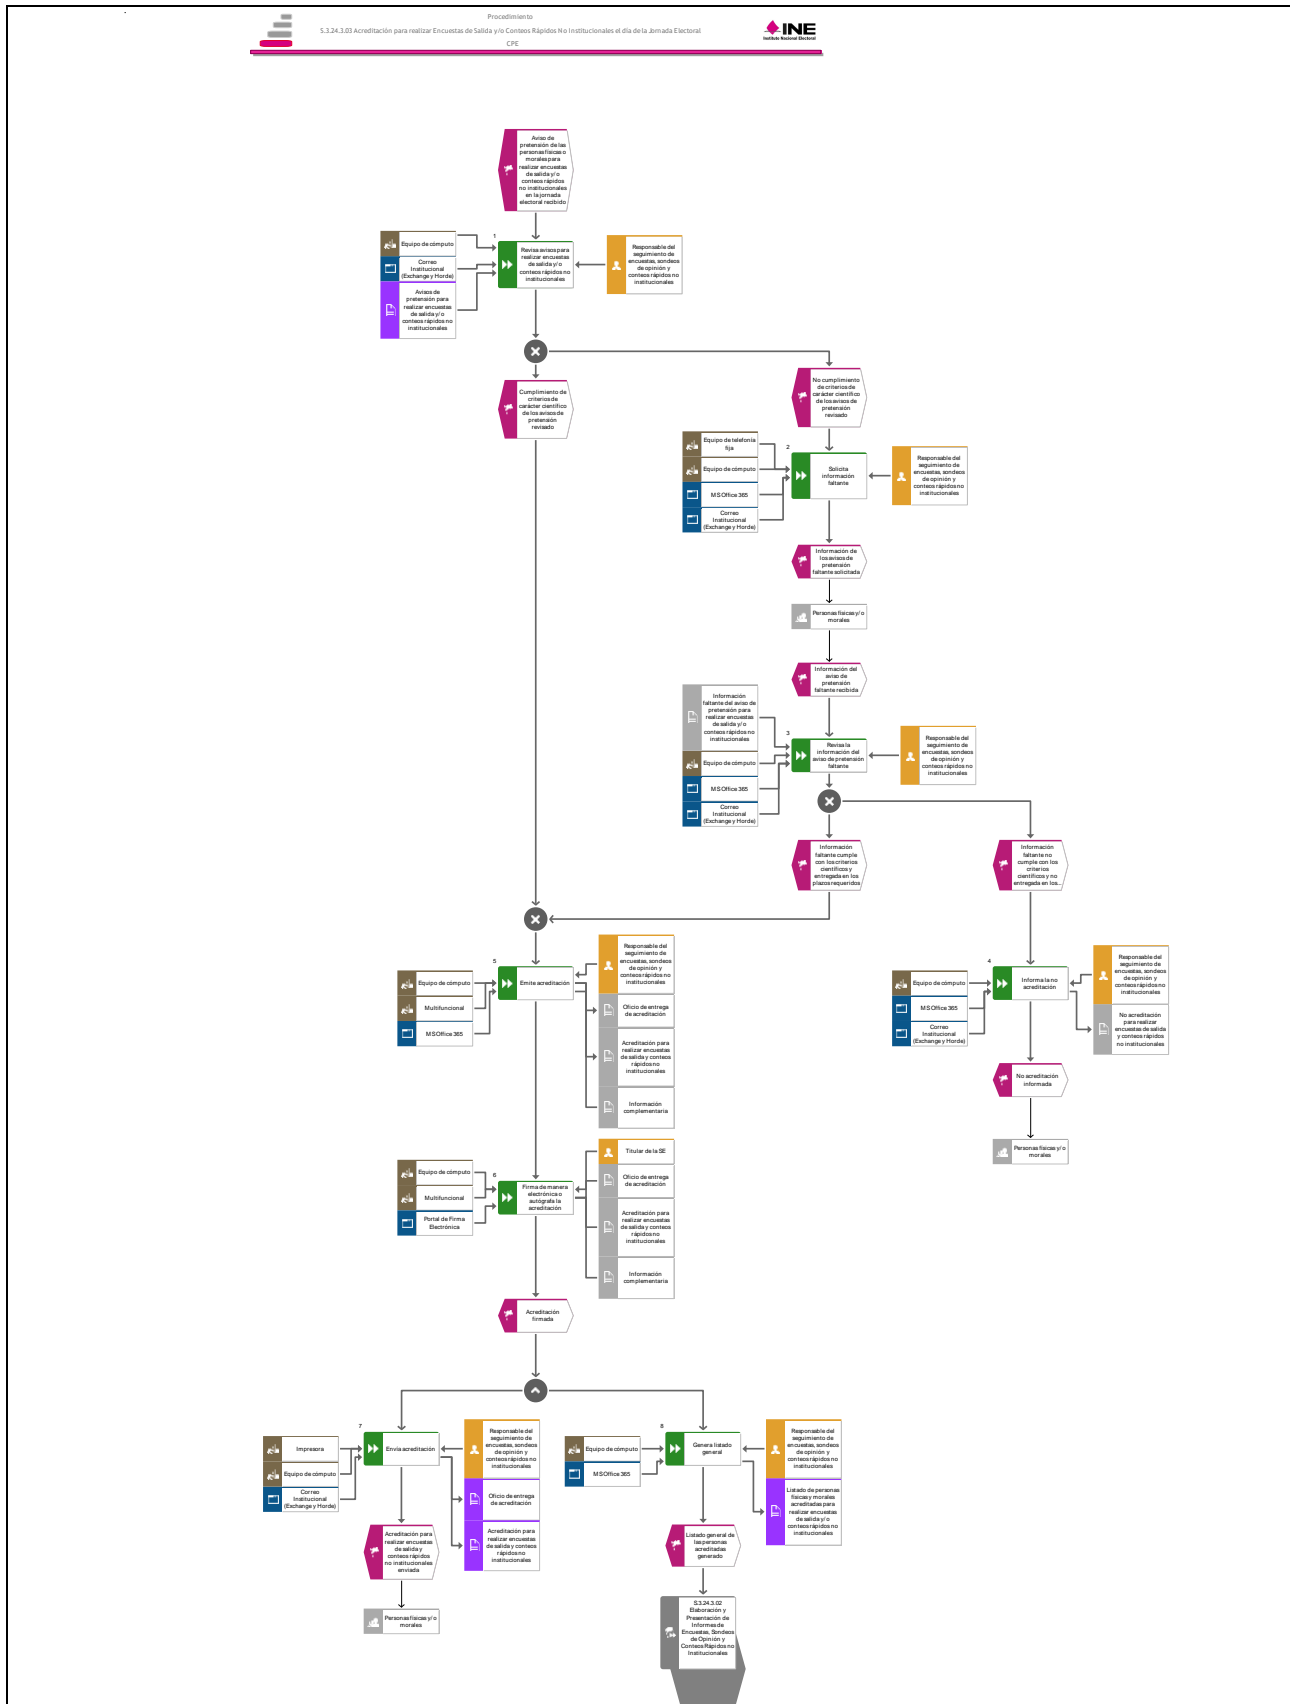 Procedimiento
S.3.24.3.03 Acreditación para realizar Encuestas de Salida y/o Conteos Rápidos No Institucionales el día de la Jornada Electoral
CPE
INE
Instituto Nacional Electoral
Aviso de
pretensión de las
personas físicas o
morales para
realizar encuestas
de salida y/o
conteos rápidos
no institucionales
en la jornada
electoral recibido
1
Equipo de cómputo
Correo
Institucional
(Exchange y Horde)
Avisos de
pretensión para
realizar encuestas
de salida y/o
conteos rápidos no
institucionales
Revisa avisos para
realizar encuestas
de salida y/o
conteos rápidos no
institucionales
Responsable del
seguimiento de
encuestas, sondeos
de opinión y
conteos rápidos no
institucionales
Cumplimiento de
criterios de
carácter científico
de los avisos de
pretensión
revisado
No cumplimiento
de criterios de
carácter científico
de los avisos de
pretensión
revisado
2
Equipo de telefonía
fija
Equipo de cómputo
MS Office 365
Correo
Institucional
(Exchange y Horde)
Solicita
información
faltante
Responsable del
seguimiento de
encuestas, sondeos
de opinión y
conteos rápidos no
institucionales
Información de
los avisos de
pretensión
faltante solicitada
Personas físicas y/o
morales
Información del
aviso de
pretensión
faltante recibida
Información
faltante del aviso de
pretensión para
realizar encuestas
de salida y/o
conteos rápidos no
institucionales
Equipo de cómputo
MS Office 365
Correo
Institucional
(Exchange y Horde)
3
Revisa la
información del
aviso de pretensión
faltante
Responsable del
seguimiento de
encuestas, sondeos
de opinión y
conteos rápidos no
institucionales
Información
faltante cumple
con los criterios
científicos y
entregada en los
plazos requeridos
Información
faltante no
cumple con los
criterios
científicos y no
entregada en los...
5
Equipo de cómputo
Multifuncional
MS Office 365
Emite acreditación
Responsable del
seguimiento de
encuestas, sondeos
de opinión y
conteos rápidos no
institucionales
Oficio de entrega
de acreditación
Acreditación para
realizar encuestas
de salida y conteos
rápidos no
institucionales
Información
complementaria
4
Equipo de cómputo
MS Office 365
Correo
Institucional
(Exchange y Horde)
Informa la no
acreditación
Responsable del
seguimiento de
encuestas, sondeos
de opinión y
conteos rápidos no
institucionales
No acreditación
para realizar
encuestas de salida
y conteos rápidos
no institucionales
No acreditación
informada
Personas físicas y/o
morales
6
Equipo de cómputo
Multifuncional
Portal de Firma
Electrónica
Firma de manera
electrónica o
autógrafa la
acreditación
Titular de la SE
Oficio de entrega
de acreditación
Acreditación para
realizar encuestas
de salida y conteos
rápidos no
institucionales
Información
complementaria
Acreditación
firmada
7
Impresora
Equipo de cómputo
Correo
Institucional
(Exchange y Horde)
Envía acreditación
Responsable del
seguimiento de
encuestas, sondeos
de opinión y
conteos rápidos no
institucionales
Oficio de entrega
de acreditación
Acreditación para
realizar encuestas
de salida y conteos
rápidos no
institucionales
Acreditación para
realizar encuestas
de salida y
conteos rápidos
no institucionales
enviada
Personas físicas y/o
morales
8
Equipo de cómputo
MS Office 365
Genera listado
general
Responsable del
seguimiento de
encuestas, sondeos
de opinión y
conteos rápidos no
institucionales
Listado de personas
físicas y morales
acreditadas para
realizar encuestas
de salida y/o
conteos rápidos no
institucionales
Listado general de
las personas
acreditadas
generado
S.3.24.3.02
Elaboración y
Presentación de
Informes de
Encuestas, Sondeos
de Opinión y
Conteos Rápidos no
Institucionales